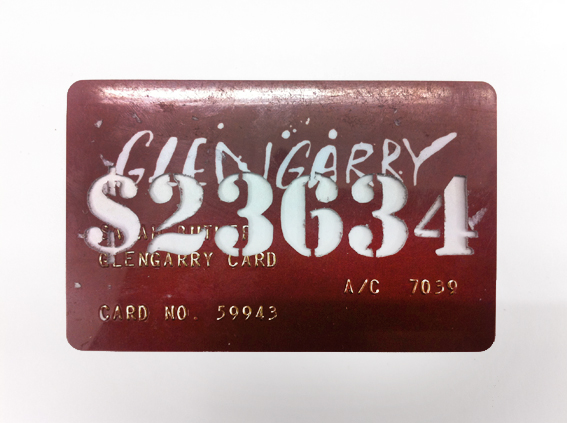 GLENGARRY
$23634
GLENGARRY CARD
A/C 7039
CARD NO. 59943